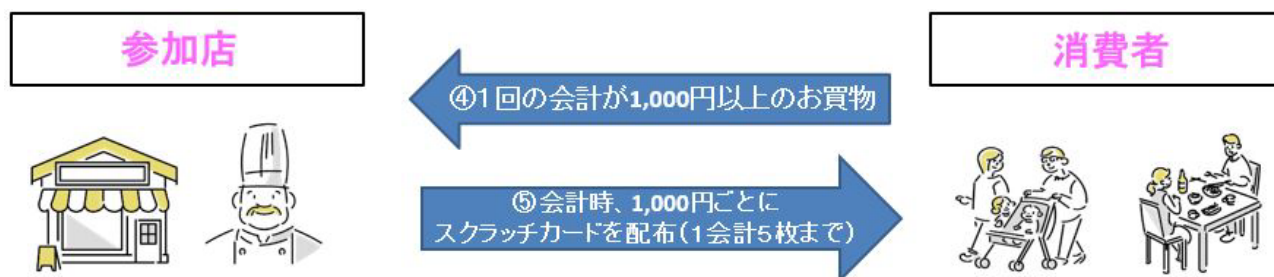 参加店
消費者
④1回の会計が1,000円以上のお買物
⑤会計時、1,000円ごとに
スクラッチカードを配布(1会計5枚まで)